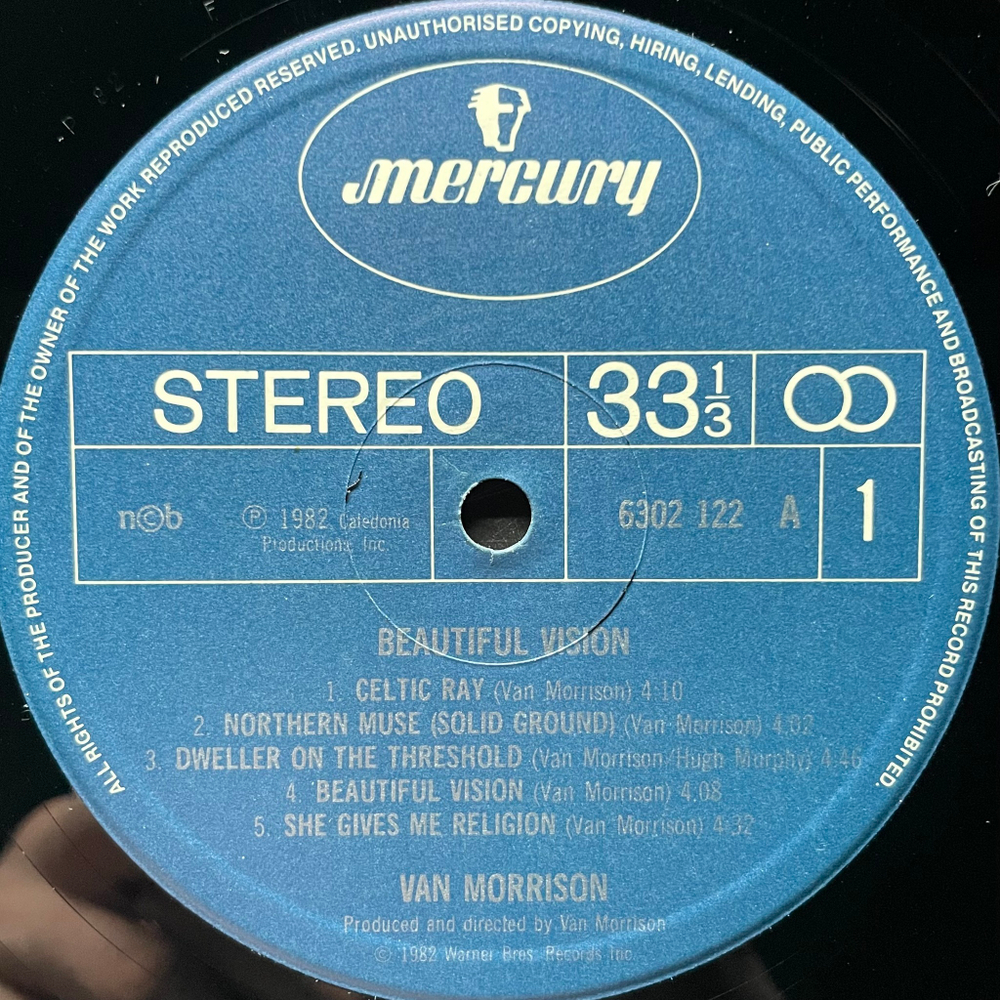 ALL RIGHTS OF THE PRODUCER AND OF THE OWNER OF THE WORK REPRODUCED RESERVED. UNAUTHORISED COPYING, HIRING, LENDING, PUBLIC PERFORMANCE AND BROADCASTING OF THIS RECORD PROHIBITED.
mercury
STEREO 33 1/3
n©b ℗ 1982 Caledonia 6302 122 A 1
Productions Inc.
BEAUTIFUL VISION
1. CELTIC RAY (Van Morrison) 4:10
2. NORTHERN MUSE (SOLID GROUND) (Van Morrison) 4.02
3. DWELLER ON THE THRESHOLD (Van Morrison/Hugh Murphy) 4.46
4. BEAUTIFUL VISION (Van Morrison) 4.08
5. SHE GIVES ME RELIGION (Van Morrison) 4:32
VAN MORRISON
Produced and directed by Van Morrison
© 1982 Warner Bros. Records Inc.